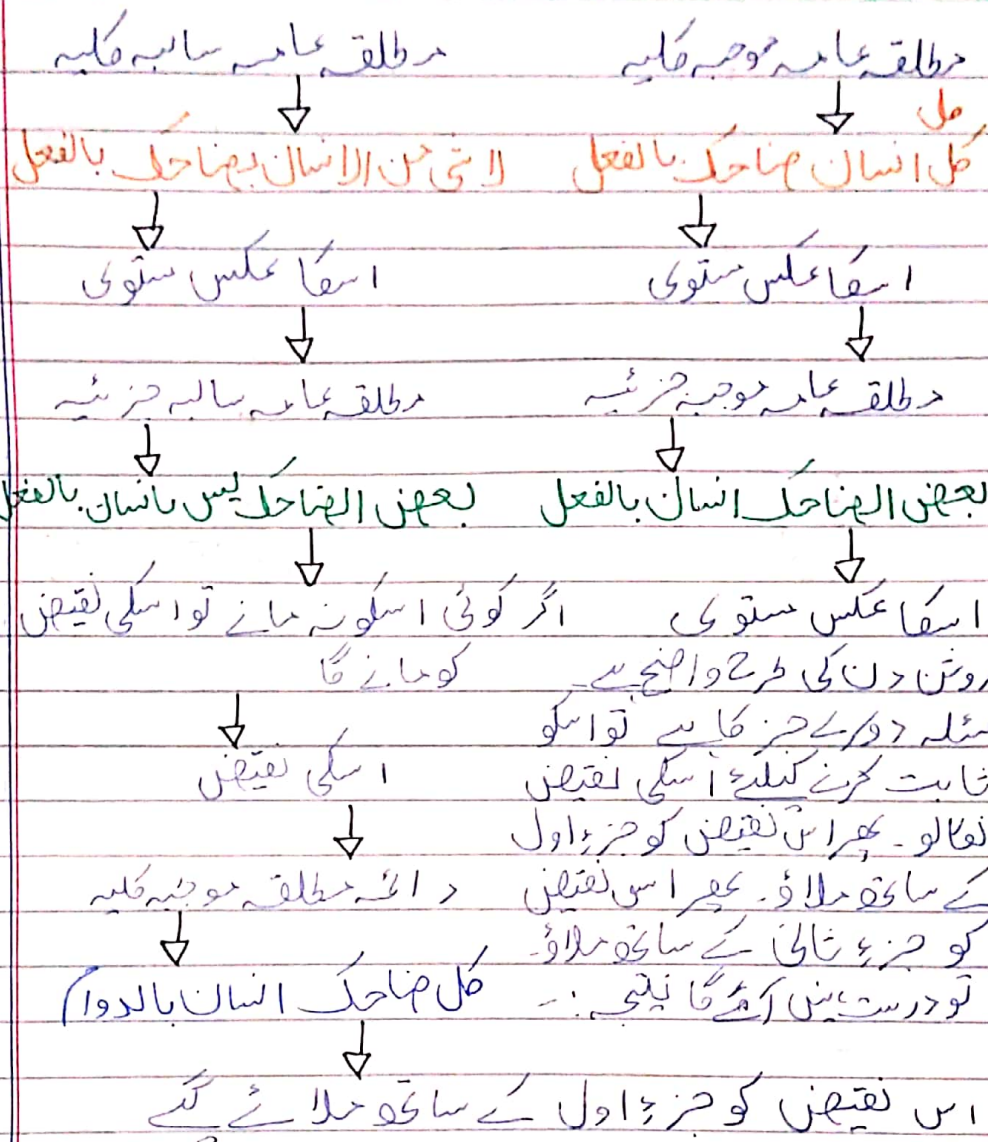 مطلقہ عامہ موجبہ کلیہ    مطلقہ عامہ سالبہ کلیہ
کل
کل انسان ضاحک بالفعل    لا شئ من الانسان بضاحک بالفعل
اسکا عکس مستوی    اسکا عکس مستوی
مطلقہ عامہ موجبہ جزئیہ    مطلقہ عامہ سالبہ جزئیہ
بعض الضاحک انسان بالفعل    بعض الضاحک لیس بانسان بالفعل
اسکا عکس مستوی    اگر کوئی اسکو نہ مانے تو اسکی نقیض
روشن دن کی طرح واضح ہے۔    کو مانے گا
مسئلہ دوسرے جز کا ہے تو اسکو
ثابت کرنے کیلئے اسکی نقیض    اسکی نقیض
نکالو۔ پھر اس نقیض کو جزء اول
کے ساتھ ملاؤ۔ پھر اس نقیض    دائمہ مطلقہ موجبہ کلیہ
کو جزء ثانی کے ساتھ ملاؤ۔
تو درست نہیں آئے گا نتیجہ :-    کل ضاحک انسان بالدوام
اس نقیض کو جزء اول کے ساتھ ملائے گے